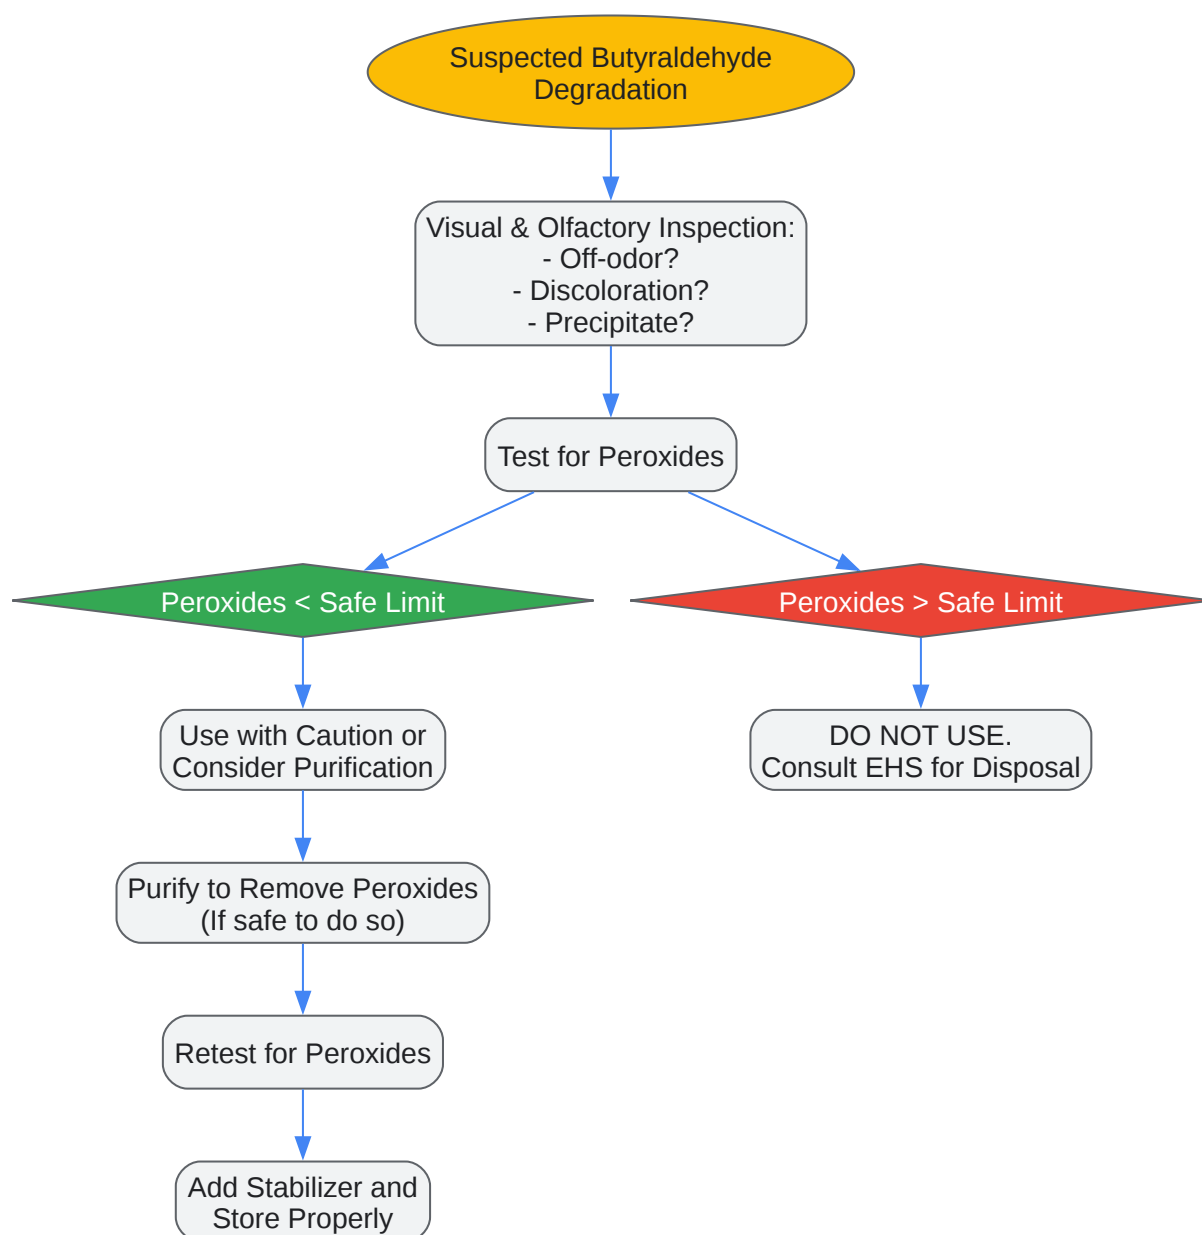 Suspected Butyraldehyde
Degradation
Visual & Olfactory Inspection:
- Off-odor?
- Discoloration?
- Precipitate?
Test for Peroxides
Peroxides < Safe Limit
Peroxides > Safe Limit
Use with Caution or
Consider Purification
DO NOT USE.
Consult EHS for Disposal
Purify to Remove Peroxides
(If safe to do so)
Retest for Peroxides
Add Stabilizer and
Store Properly